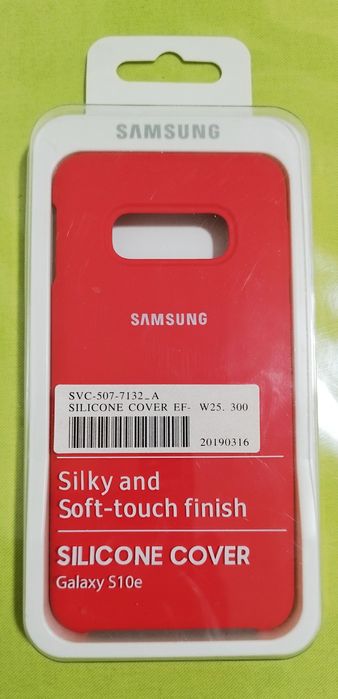 SAMSUNG
SAMSUNG
SVC-507-7132_A
SILICONE COVER EF- W25. 300
20190316
Silky and
Soft-touch finish
SILICONE COVER
Galaxy S10e